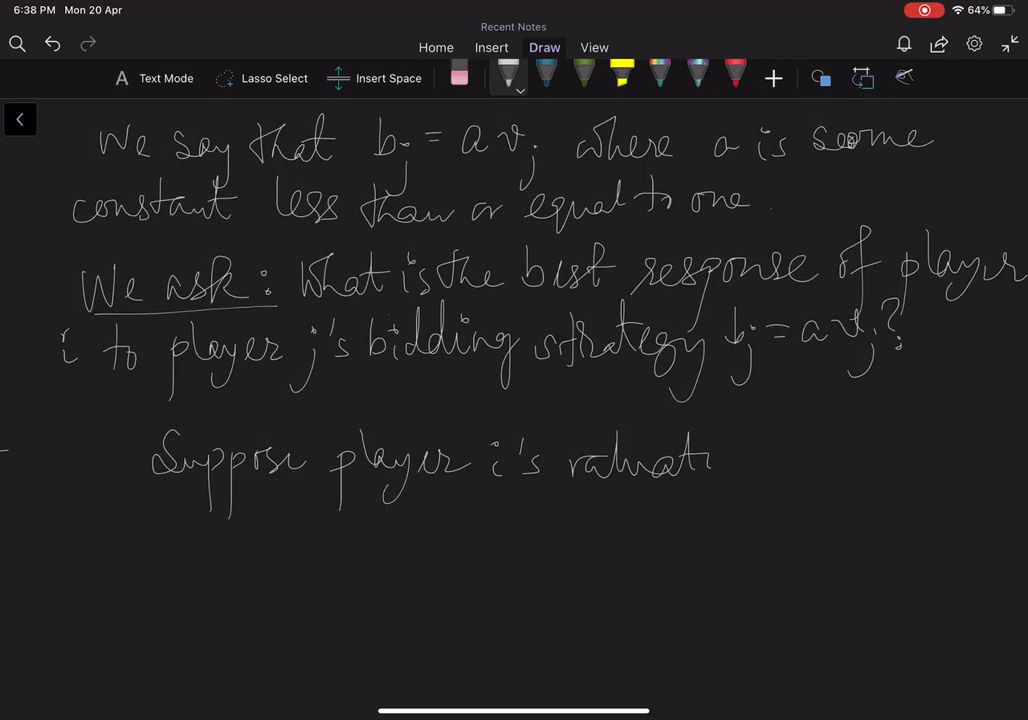 6:38 PM Mon 20 Apr
64%
Recent Notes
Home Insert Draw View
Text Mode Lasso Select Insert Space
We say that bj = a vj where a is some
constant less than or equal to one.
We ask: What is the best response of player
i to player j's bidding strategy bj = a vj?
Suppose player i's valuati